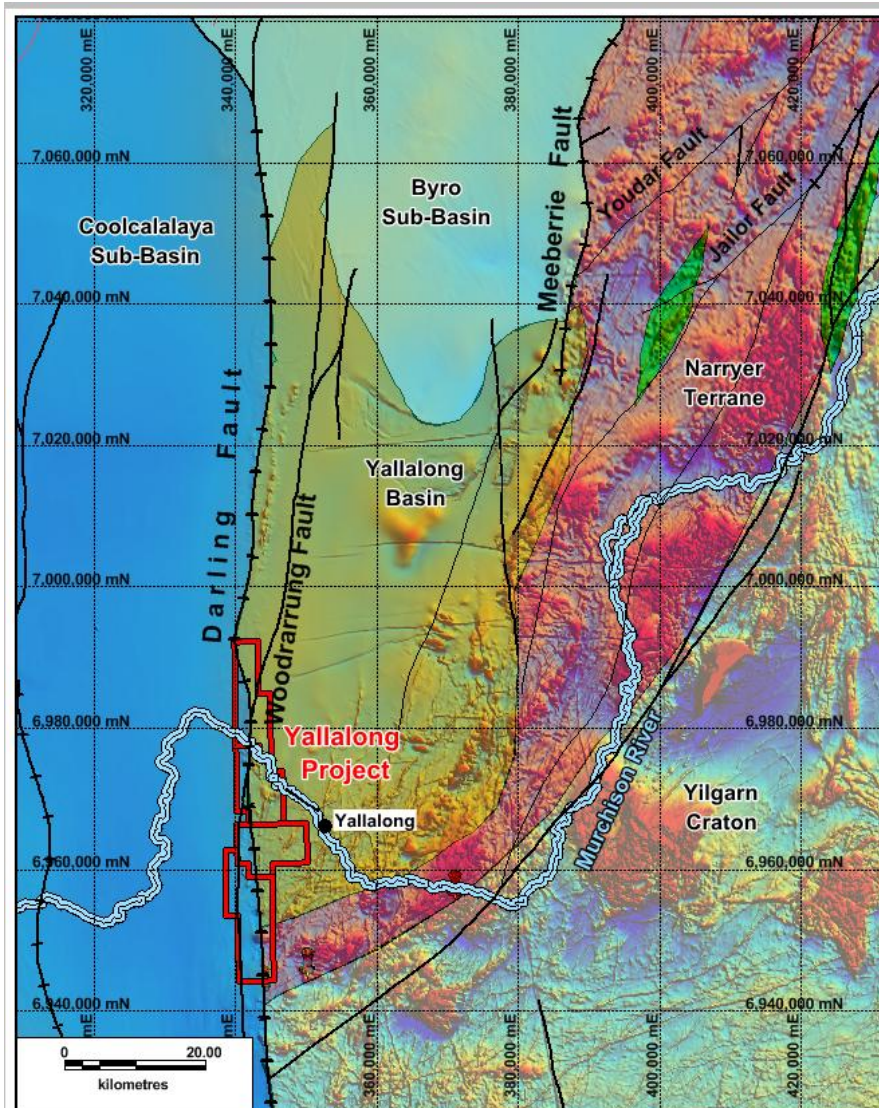 320,000 mE
340,000 mE
360,000 mE
380,000 mE
400,000 mE
420,000 mE
7,060,000 mN
7,060,000 mN
Byro
Sub-Basin
Coolcalalaya
Sub-Basin
Meeberrie Fault
Youdar Fault
Jailor Fault
7,040,000 mN
7,040,000 mN
Narryer
Terrane
Darling Fault
7,020,000 mN
7,020,000 mN
Yallalong
Basin
Woodrarrung Fault
7,000,000 mN
7,000,000 mN
6,980,000 mN
6,980,000 mN
Yallalong
Project
Murchison River
Yilgarn
Craton
Yallalong
6,960,000 mN
6,960,000 mN
6,940,000 mN
6,940,000 mN
mE
360,000 mE
380,000 mE
400,000 mE
420,000 mE
0 20.00
kilometres